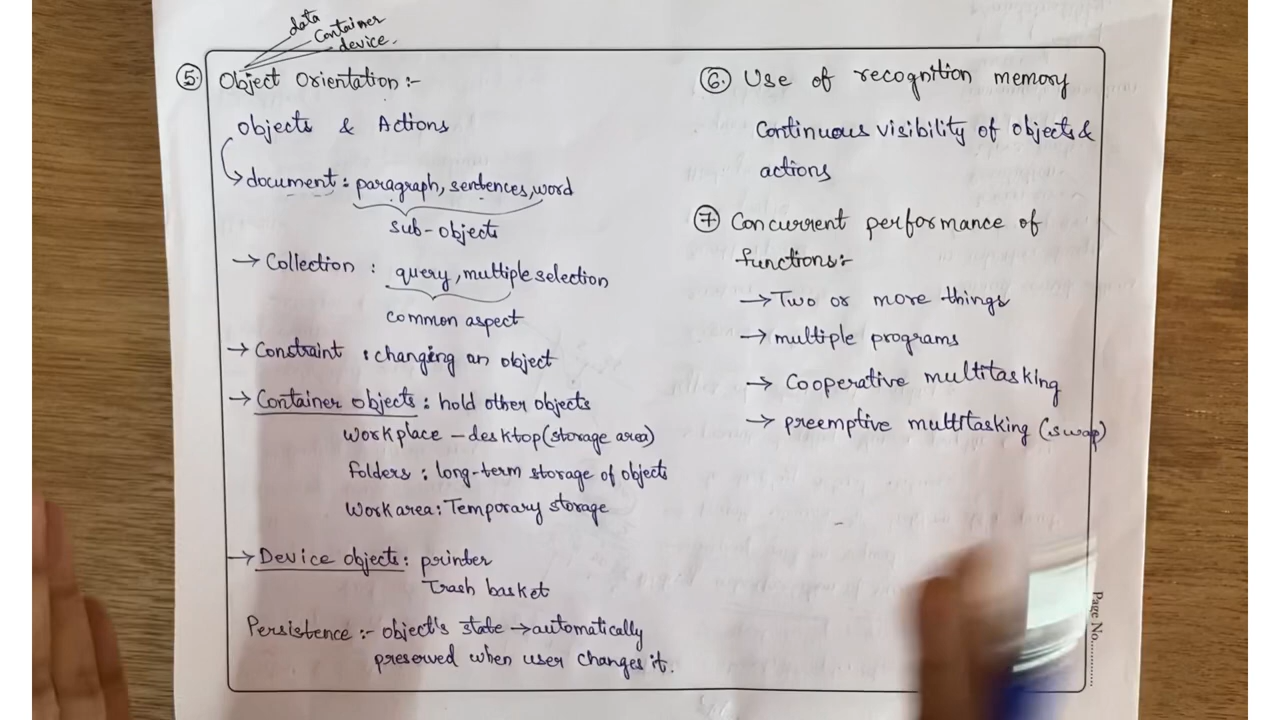 data
Container
device.
⑤ Object Orientation :-
objects & Actions
→ document : paragraph, sentences, word
sub-objects
→ Collection : query, multiple selection
common aspect
→ Constraint : changing an object
→ Container objects : hold other objects
Workplace - desktop (storage area)
folders : long-term storage of objects
Work area : Temporary storage
→ Device objects : printer
Trash basket
Persistence :- object's state → automatically
preserved when user changes it.
⑥. Use of recognition memory
Continuous visibility of objects &
actions
⑦ Concurrent performance of
functions :-
→ Two or more things
→ multiple programs
→ Cooperative multitasking
→ preemptive multitasking (swap)
Page No..............